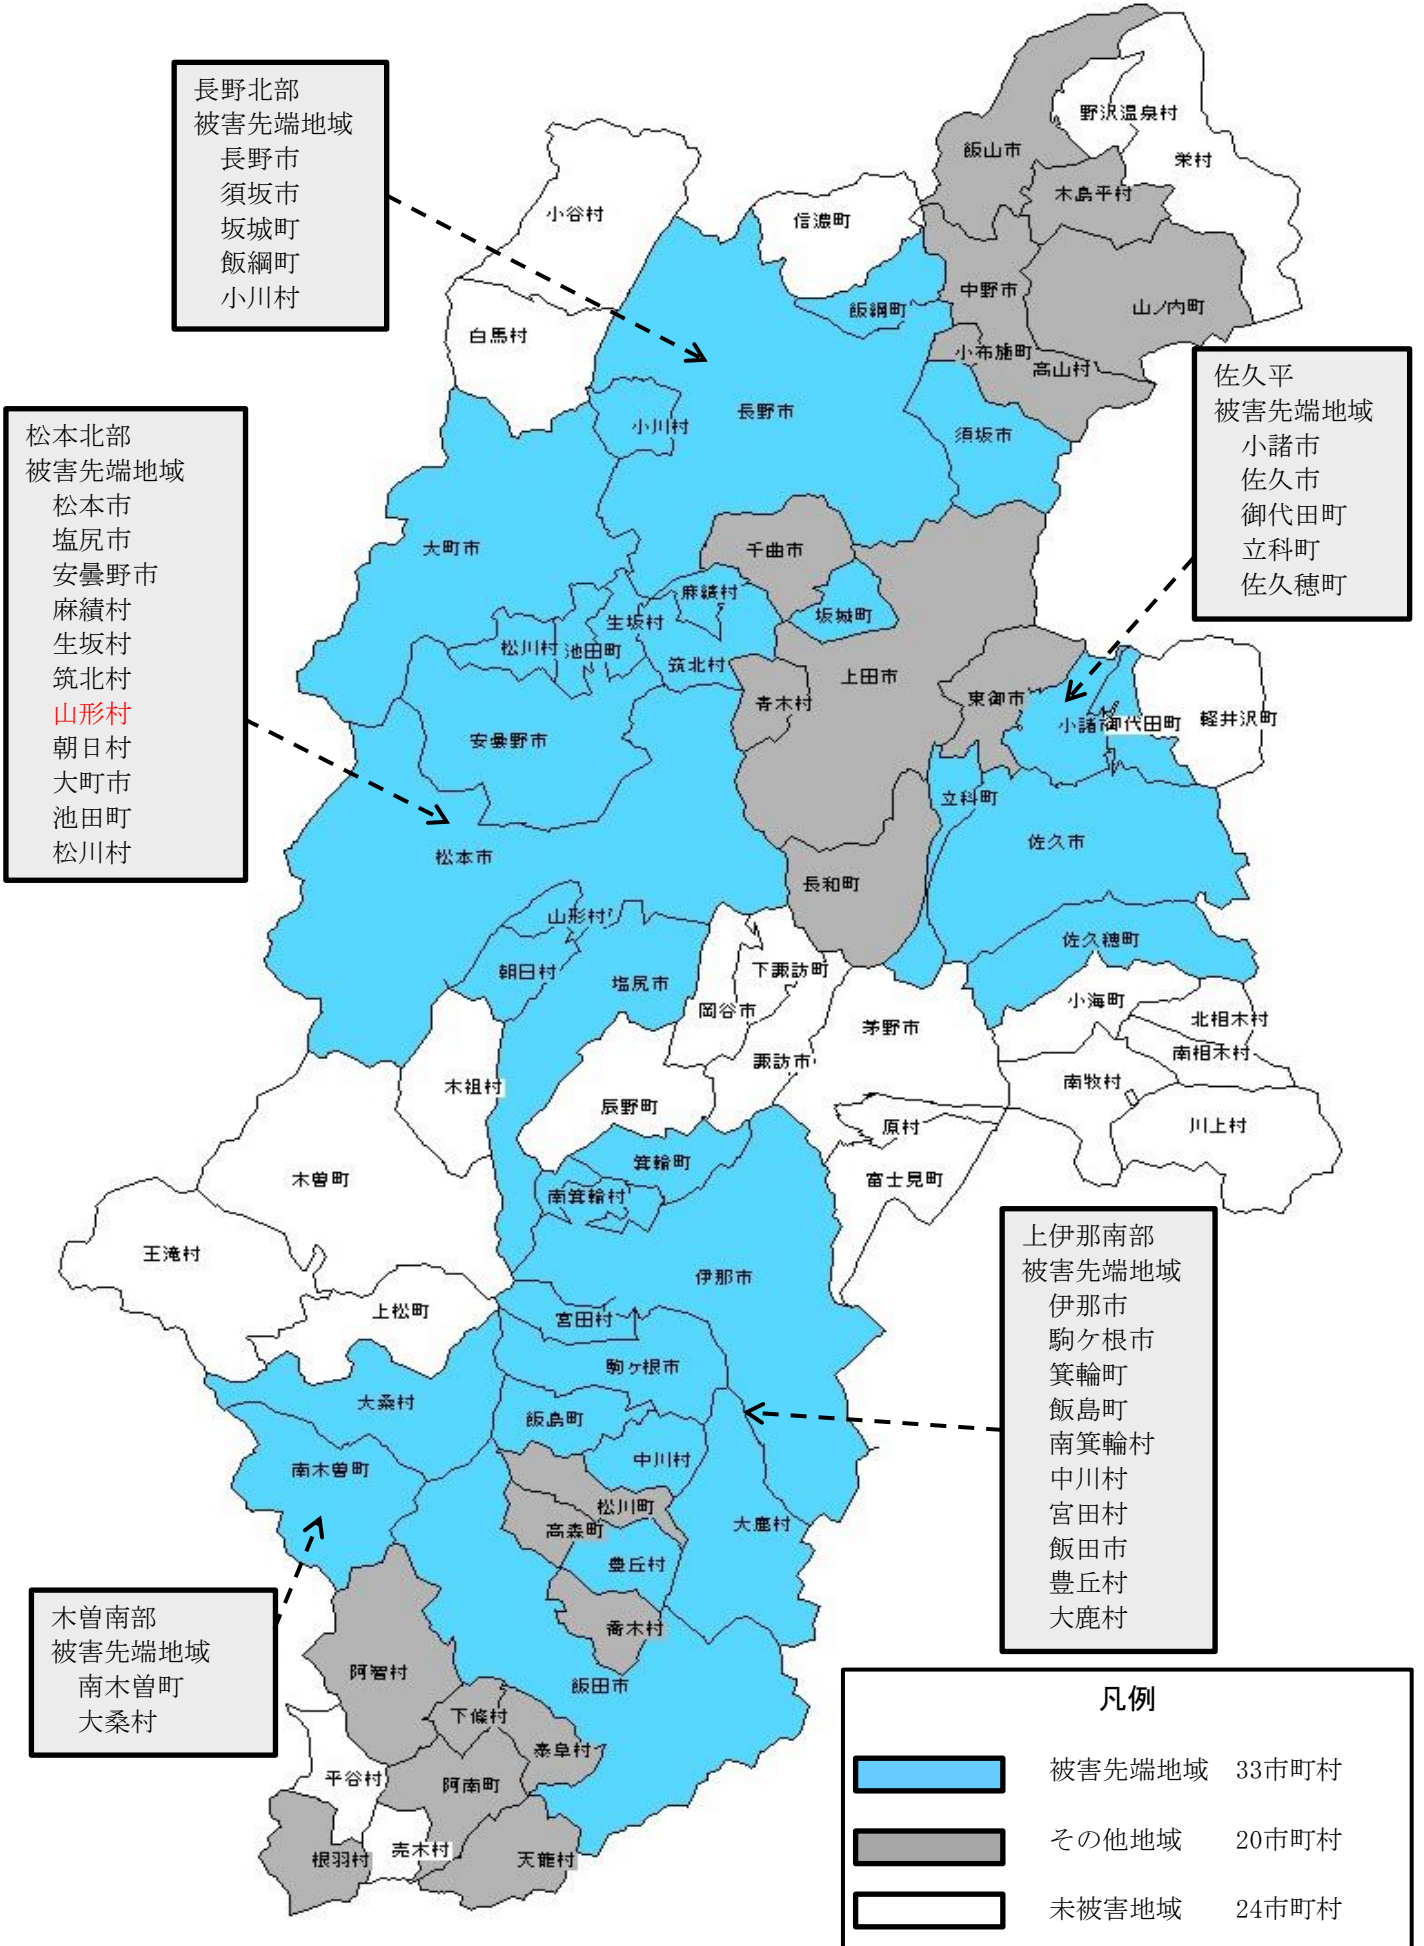 長野北部
被害先端地域
長野市
須坂市
坂城町
飯綱町
小川村
松本北部
被害先端地域
松本市
塩尻市
安曇野市
麻績村
生坂村
筑北村
山形村
朝日村
大町市
池田町
松川村
佐久平
被害先端地域
小諸市
佐久市
御代田町
立科町
佐久穂町
上伊那南部
被害先端地域
伊那市
駒ケ根市
箕輪町
飯島町
南箕輪村
中川村
宮田村
飯田市
豊丘村
大鹿村
木曽南部
被害先端地域
南木曽町
大桑村
野沢温泉村
飯山市
栄村
木島平村
小谷村
信濃町
中野市
飯綱町
山ノ内町
白馬村
小布施町
高山村
長野市
小川村
須坂市
大町市
千曲市
麻績村
坂城町
生坂村
松川村
池田町
筑北村
上田市
青木村
東御市
小諸市
御代田町
軽井沢町
安曇野市
立科町
佐久市
松本市
長和町
山形村
佐久穂町
朝日村
塩尻市
下諏訪町
岡谷市
小海町
茅野市
北相木村
南相木村
諏訪市
南牧村
木祖村
辰野町
原村
川上村
箕輪町
富士見町
木曽町
南箕輪村
王滝村
伊那市
上松町
宮田村
駒ヶ根市
大桑村
飯島町
中川村
南木曽町
松川町
高森町
大鹿村
豊丘村
喬木村
阿智村
飯田市
下條村
泰阜村
平谷村
阿南町
売木村
根羽村
天龍村
凡例
被害先端地域 33市町村
その他地域 20市町村
未被害地域 24市町村